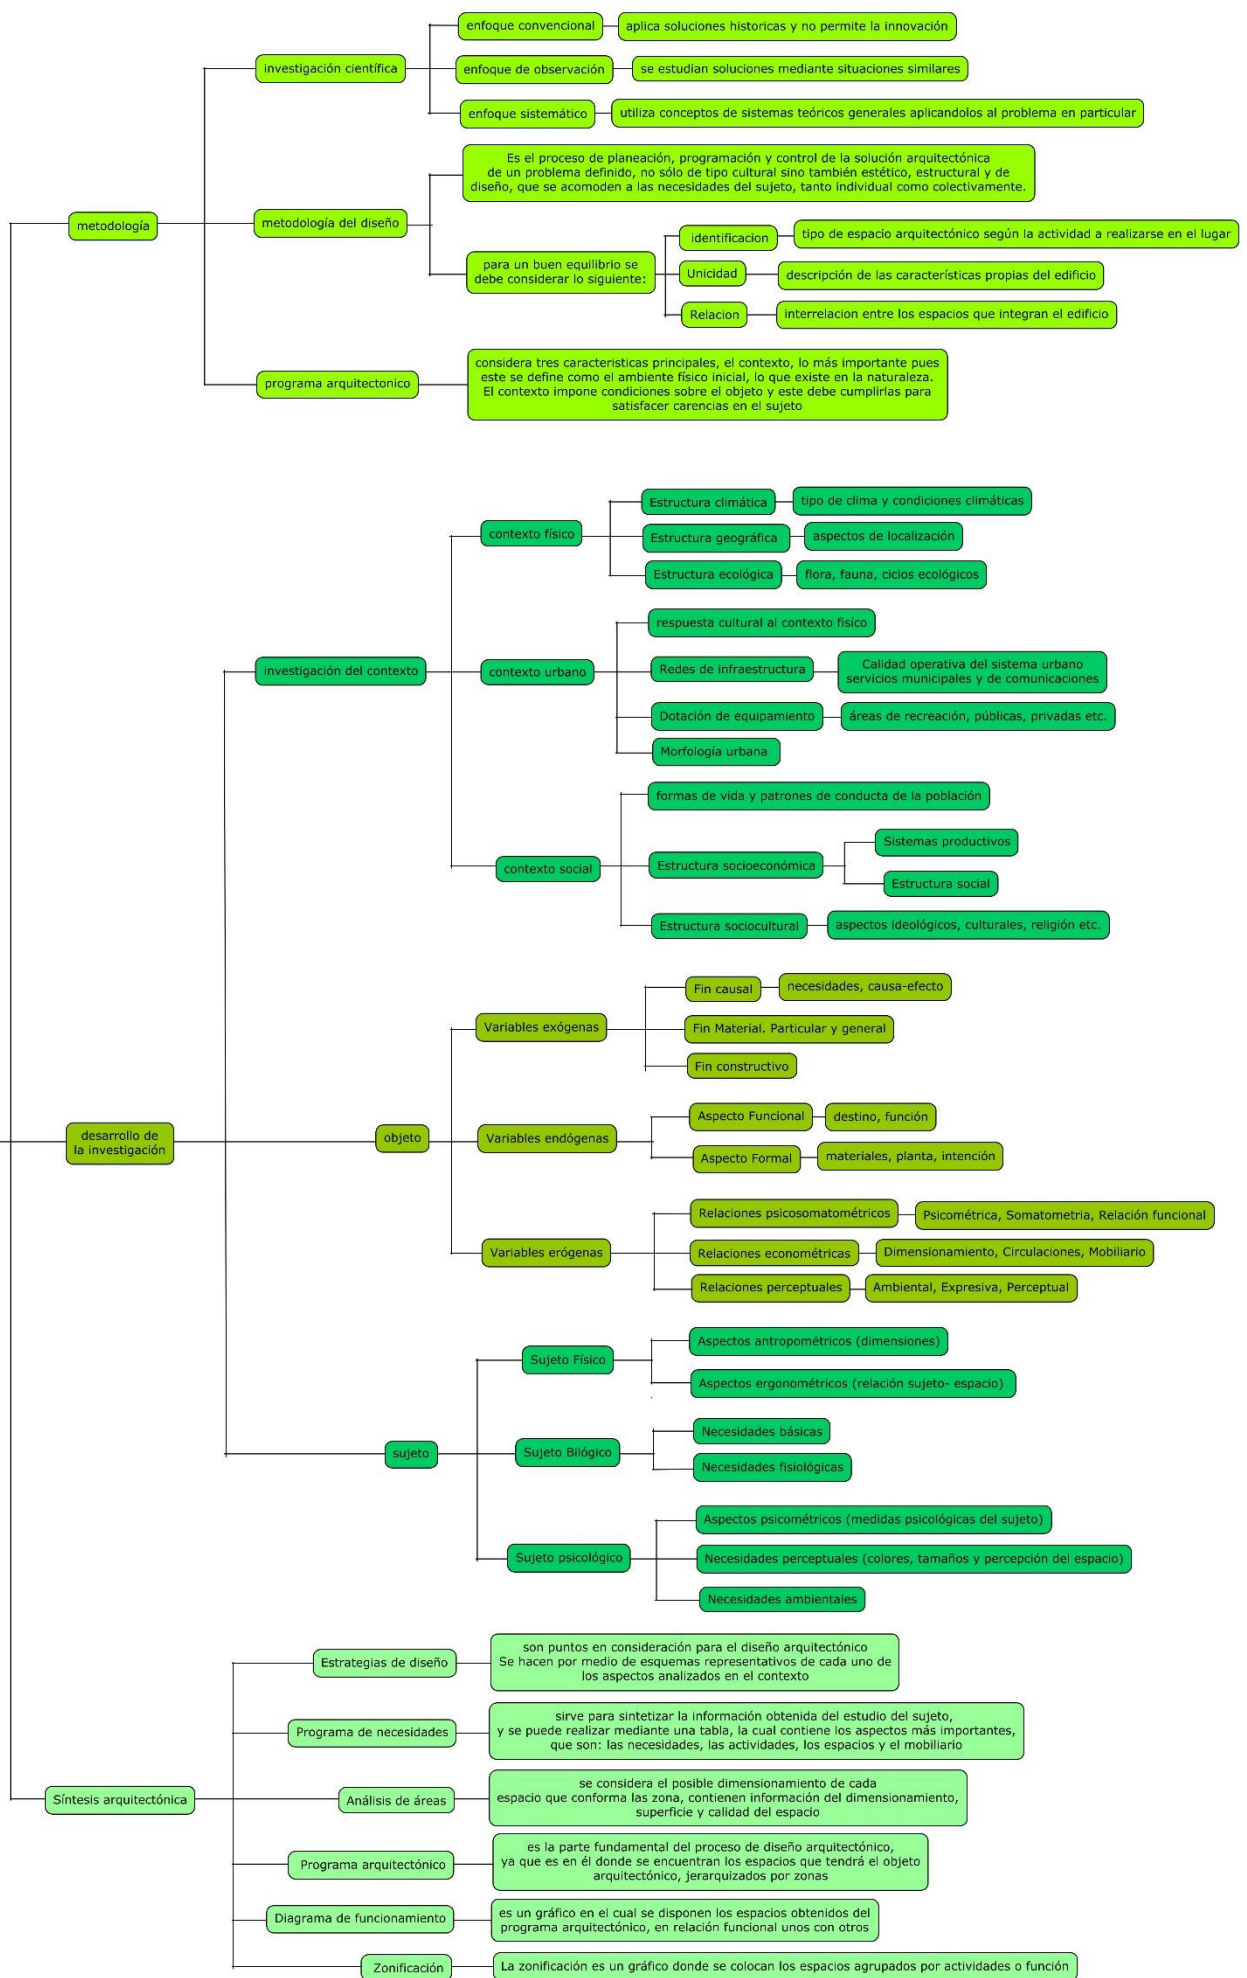 metodología
investigación científica
enfoque convencional
aplica soluciones historicas y no permite la innovación
enfoque de observación
se estudian soluciones mediante situaciones similares
enfoque sistemático
utiliza conceptos de sistemas teóricos generales aplicandolos al problema en particular
metodología del diseño
Es el proceso de planeación, programación y control de la solución arquitectónica
de un problema definido, no sólo de tipo cultural sino también estético, estructural y de
diseño, que se acomoden a las necesidades del sujeto, tanto individual como colectivamente.
para un buen equilibrio se
debe considerar lo siguiente:
identificacion
tipo de espacio arquitectónico según la actividad a realizarse en el lugar
Unicidad
descripción de las características propias del edificio
Relacion
interrelacion entre los espacios que integran el edificio
programa arquitectonico
considera tres caracteristicas principales, el contexto, lo más importante pues
este se define como el ambiente físico inicial, lo que existe en la naturaleza.
El contexto impone condiciones sobre el objeto y este debe cumplirlas para
satisfacer carencias en el sujeto
desarrollo de
la investigación
investigación del contexto
contexto físico
Estructura climática
tipo de clima y condiciones climáticas
Estructura geográfica
aspectos de localización
Estructura ecológica
flora, fauna, ciclos ecológicos
contexto urbano
respuesta cultural al contexto fisíco
Redes de infraestructura
Calidad operativa del sistema urbano
servicios municipales y de comunicaciones
Dotación de equipamiento
áreas de recreación, públicas, privadas etc.
Morfología urbana
contexto social
formas de vida y patrones de conducta de la población
Estructura socioeconómica
Sistemas productivos
Estructura social
Estructura sociocultural
aspectos ideológicos, culturales, religión etc.
objeto
Variables exógenas
Fin causal
necesidades, causa-efecto
Fin Material. Particular y general
Fin constructivo
Variables endógenas
Aspecto Funcional
destino, función
Aspecto Formal
materiales, planta, intención
Variables erógenas
Relaciones psicosomatométricos
Psicométrica, Somatometria, Relación funcional
Relaciones econométricas
Dimensionamiento, Circulaciones, Mobiliario
Relaciones perceptuales
Ambiental, Expresiva, Perceptual
sujeto
Sujeto Físico
Aspectos antropométricos (dimensiones)
Aspectos ergonométricos (relación sujeto- espacio)
Sujeto Bilógico
Necesidades básicas
Necesidades fisiológicas
Sujeto psicológico
Aspectos psicométricos (medidas psicológicas del sujeto)
Necesidades perceptuales (colores, tamaños y percepción del espacio)
Necesidades ambientales
Síntesis arquitectónica
Estrategias de diseño
son puntos en consideración para el diseño arquitectónico
Se hacen por medio de esquemas representativos de cada uno de
los aspectos analizados en el contexto
Programa de necesidades
sirve para sintetizar la información obtenida del estudio del sujeto,
y se puede realizar mediante una tabla, la cual contiene los aspectos más importantes,
que son: las necesidades, las actividades, los espacios y el mobiliario
Análisis de áreas
se considera el posible dimensionamiento de cada
espacio que conforma las zona, contienen información del dimensionamiento,
superficie y calidad del espacio
Programa arquitectónico
es la parte fundamental del proceso de diseño arquitectónico,
ya que es en él donde se encuentran los espacios que tendrá el objeto
arquitectónico, jerarquizados por zonas
Diagrama de funcionamiento
es un gráfico en el cual se disponen los espacios obtenidos del
programa arquitectónico, en relación funcional unos con otros
Zonificación
La zonificación es un gráfico donde se colocan los espacios agrupados por actividades o función